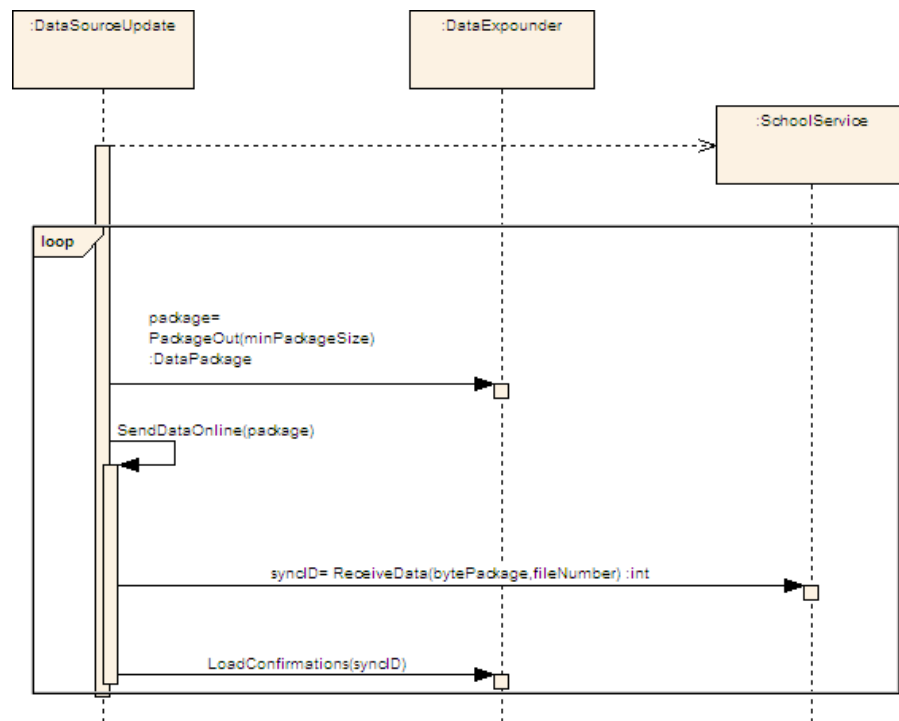 :DataSourceUpdate
:DataExpounder
:SchoolService
loop
package=
PackageOut(minPackageSize)
:DataPackage
SendDataOnline(package)
syncID= ReceiveData(bytePackage,fileNumber) :int
LoadConfirmations(syncID)